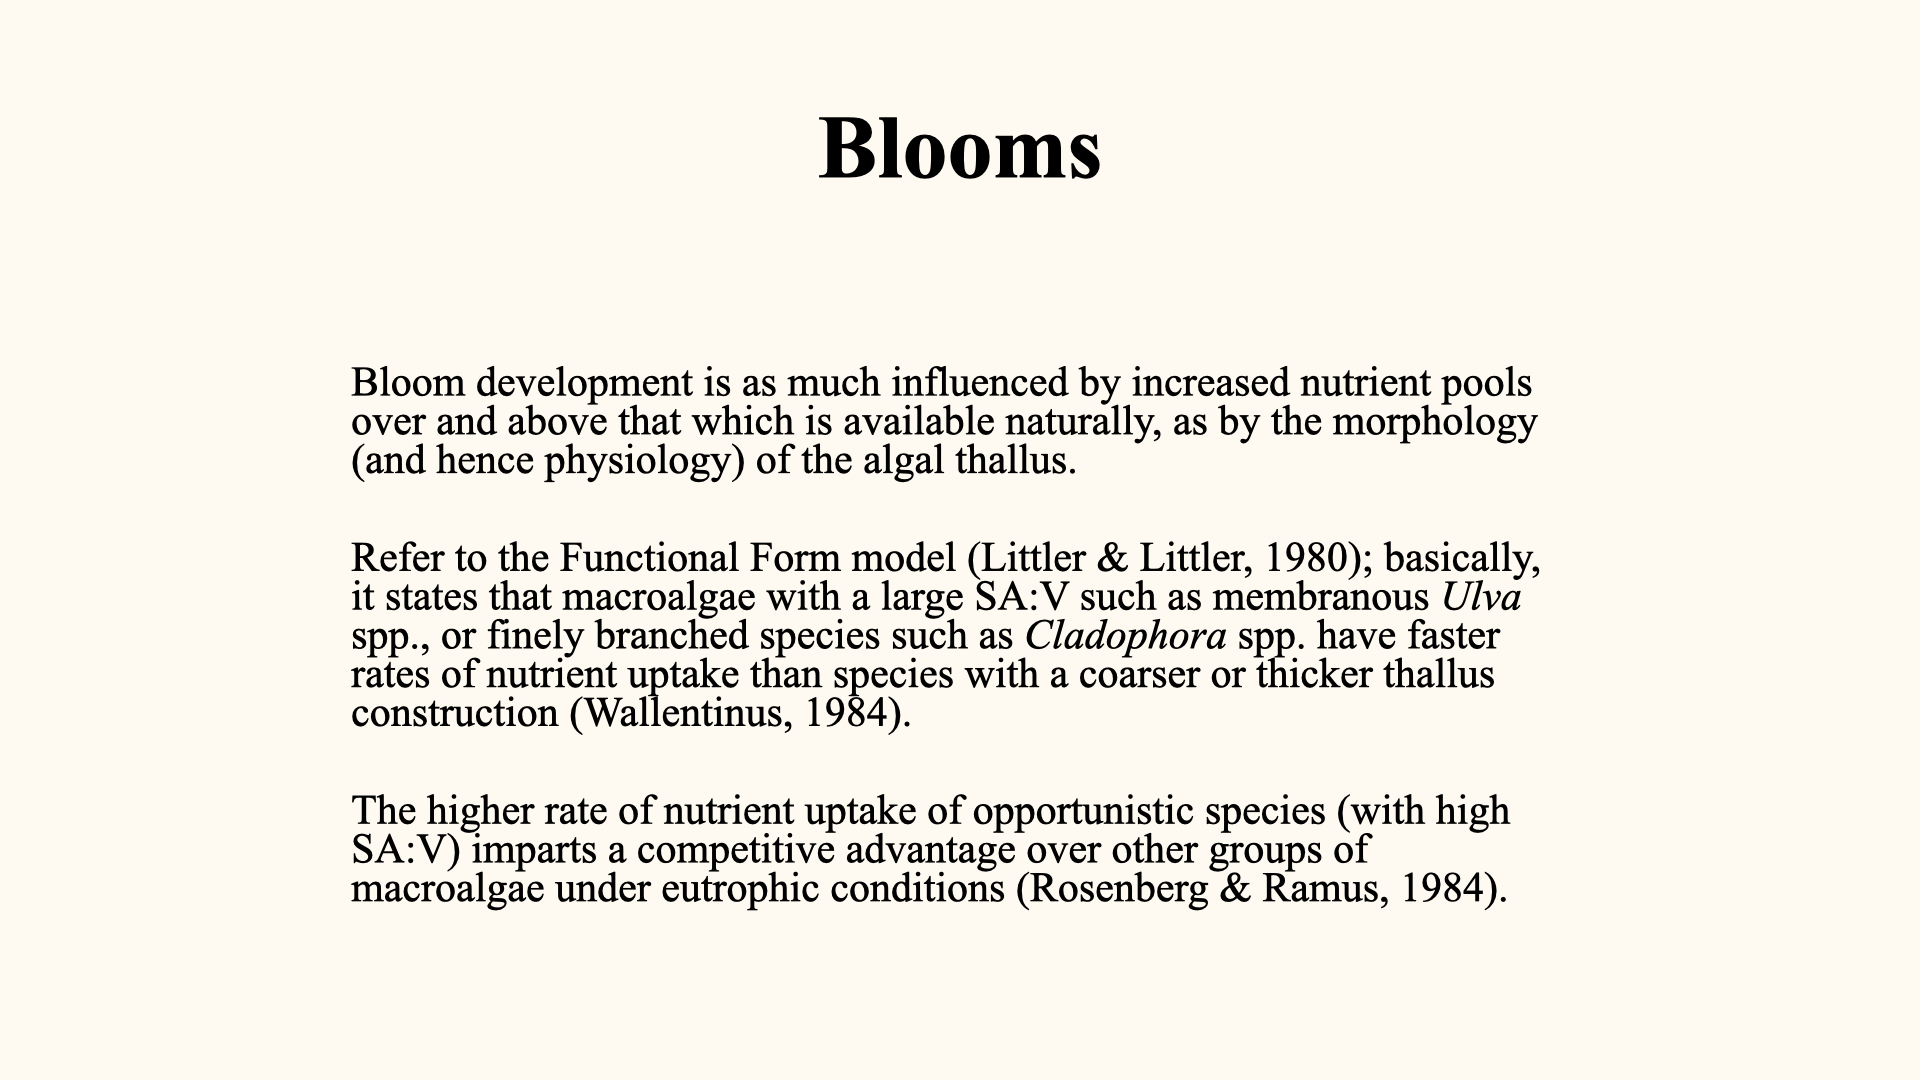 Blooms
Bloom development is as much influenced by increased nutrient pools
over and above that which is available naturally, as by the morphology
(and hence physiology) of the algal thallus.
Refer to the Functional Form model (Littler & Littler, 1980); basically,
it states that macroalgae with a large SA:V such as membranous Ulva
spp., or finely branched species such as Cladophora spp. have faster
rates of nutrient uptake than species with a coarser or thicker thallus
construction (Wallentinus, 1984).
The higher rate of nutrient uptake of opportunistic species (with high
SA:V) imparts a competitive advantage over other groups of
macroalgae under eutrophic conditions (Rosenberg & Ramus, 1984).